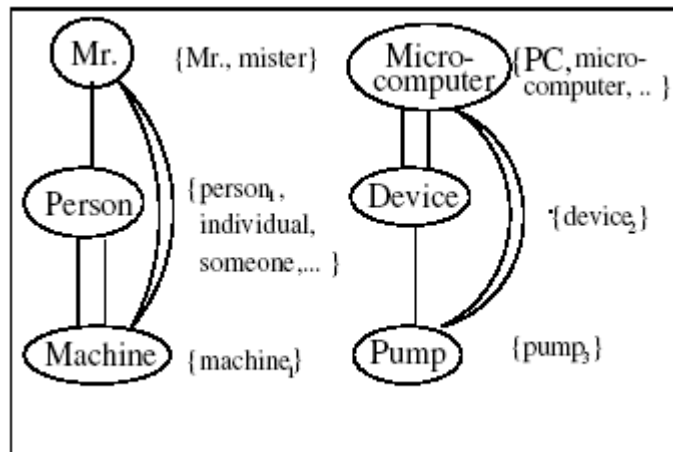 Mr.
{Mr., mister}
Person
{person₁,
individual,
someone,... }
Machine
{machine₁}
Micro-
computer
{PC, micro-
computer, .. }
Device
{device₂}
Pump
{pump₃}